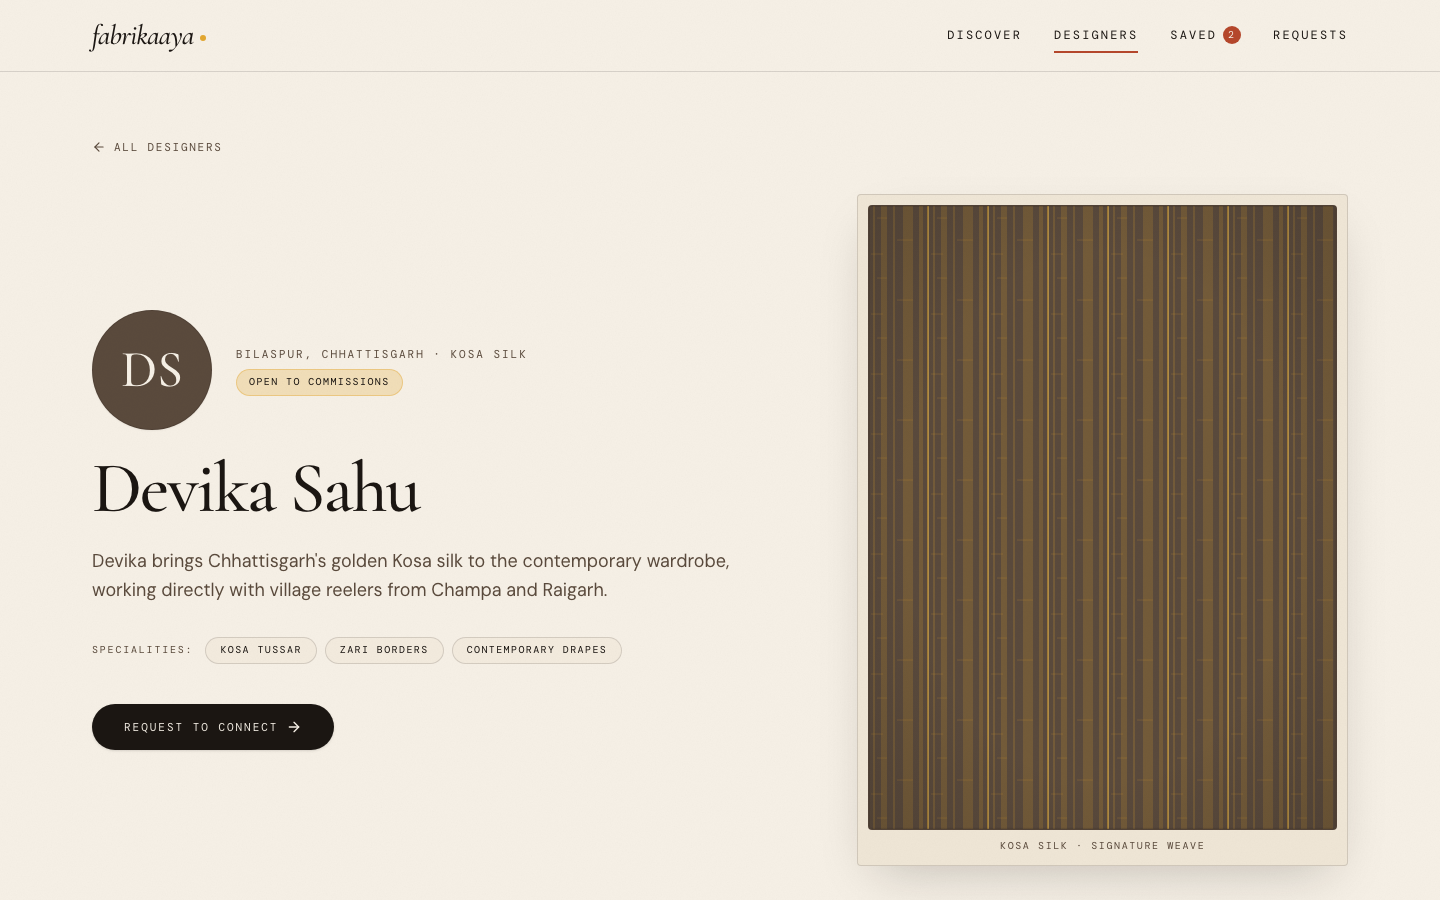 fabrikaaya
DISCOVER
DESIGNERS
SAVED 2
REQUESTS
← ALL DESIGNERS
DS
BILASPUR, CHHATTISGARH · KOSA SILK
OPEN TO COMMISSIONS
Devika Sahu
Devika brings Chhattisgarh's golden Kosa silk to the contemporary wardrobe,
working directly with village reelers from Champa and Raigarh.
SPECIALITIES: KOSA TUSSAR ZARI BORDERS CONTEMPORARY DRAPES
REQUEST TO CONNECT →
KOSA SILK · SIGNATURE WEAVE